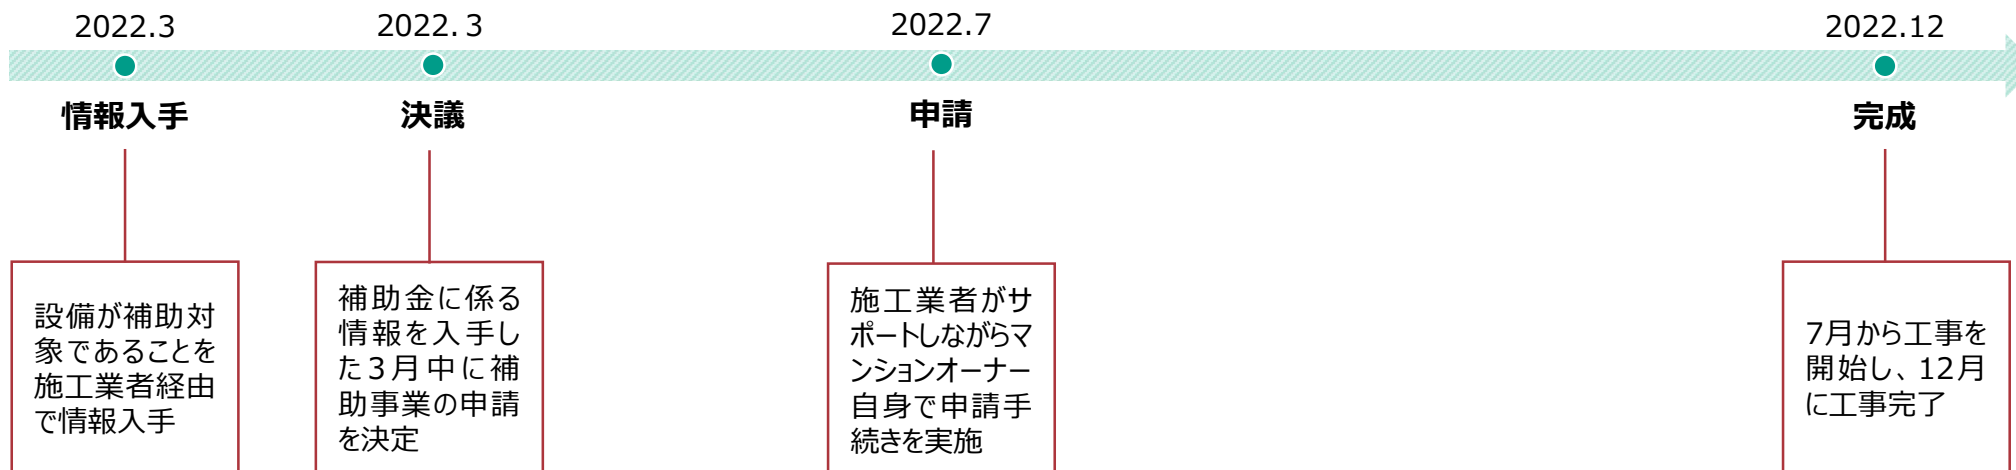 2022.3
2022. 3
2022.7
2022.12
情報入手
決議
申請
完成
設備が補助対
象であることを
施工業者経由
で情報入手
補助金に係る
情報を入手し
た3月中に補
助事業の申請
を決定
施工業者がサ
ポートしながらマ
ンションオーナー
自身で申請手
続きを実施
7月から工事を
開始し、12月
に工事完了